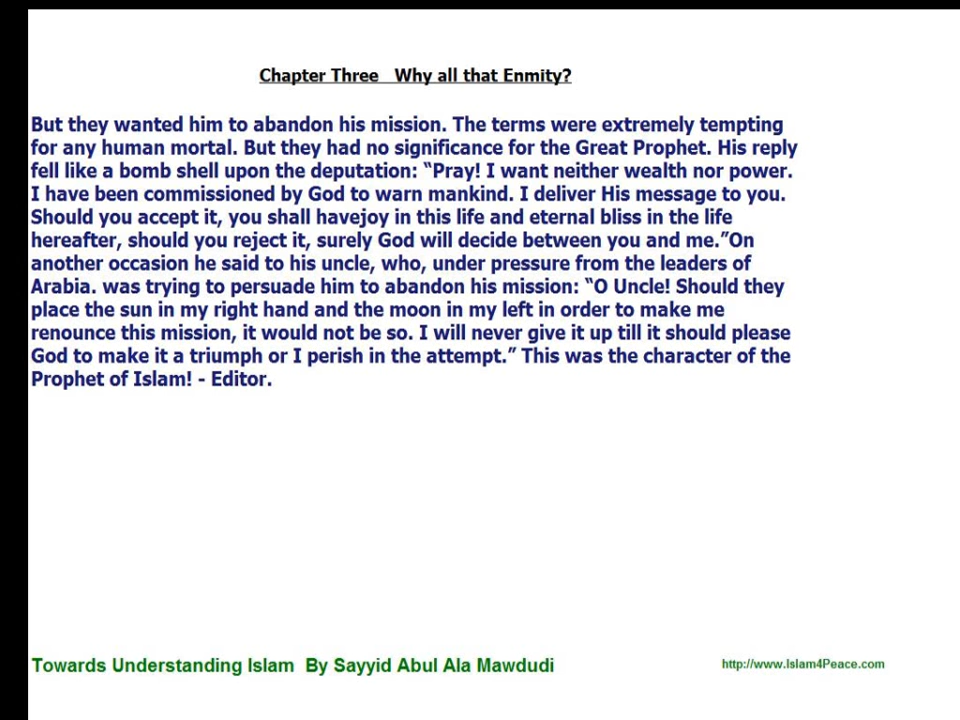 Chapter Three   Why all that Enmity?
But they wanted him to abandon his mission. The terms were extremely tempting
for any human mortal. But they had no significance for the Great Prophet. His reply
fell like a bomb shell upon the deputation: “Pray! I want neither wealth nor power.
I have been commissioned by God to warn mankind. I deliver His message to you.
Should you accept it, you shall havejoy in this life and eternal bliss in the life
hereafter, should you reject it, surely God will decide between you and me.”On
another occasion he said to his uncle, who, under pressure from the leaders of
Arabia. was trying to persuade him to abandon his mission: “O Uncle! Should they
place the sun in my right hand and the moon in my left in order to make me
renounce this mission, it would not be so. I will never give it up till it should please
God to make it a triumph or I perish in the attempt.” This was the character of the
Prophet of Islam! - Editor.
Towards Understanding Islam  By Sayyid Abul Ala Mawdudi
http://www.Islam4Peace.com